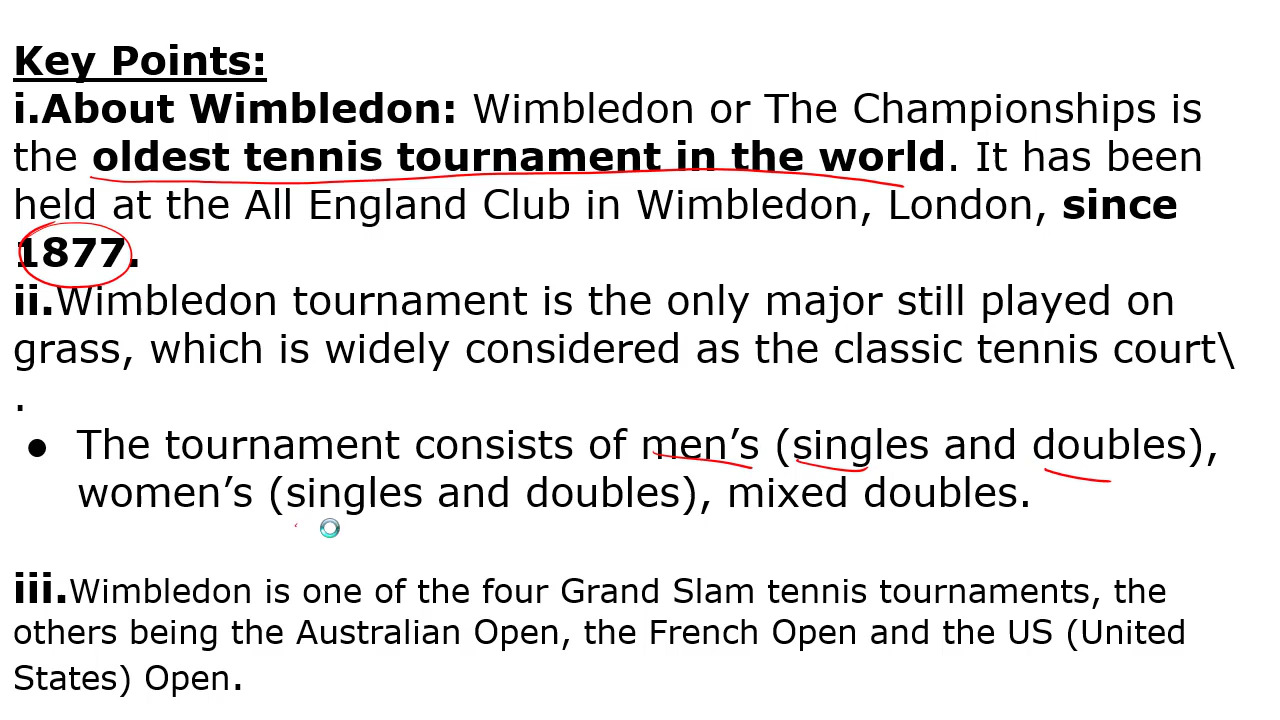 Key Points:
i.About Wimbledon: Wimbledon or The Championships is
the oldest tennis tournament in the world. It has been
held at the All England Club in Wimbledon, London, since
1877.
ii.Wimbledon tournament is the only major still played on
grass, which is widely considered as the classic tennis court\
.
● The tournament consists of men’s (singles and doubles),
women’s (singles and doubles), mixed doubles.
iii.Wimbledon is one of the four Grand Slam tennis tournaments, the
others being the Australian Open, the French Open and the US (United
States) Open.